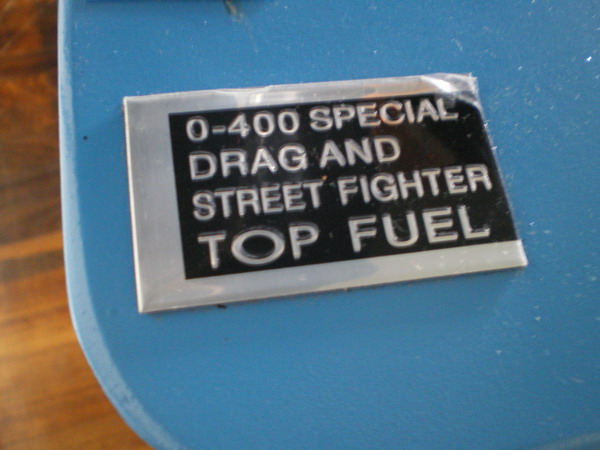 0-400 SPECIAL
DRAG AND
STREET FIGHTER
TOP FUEL